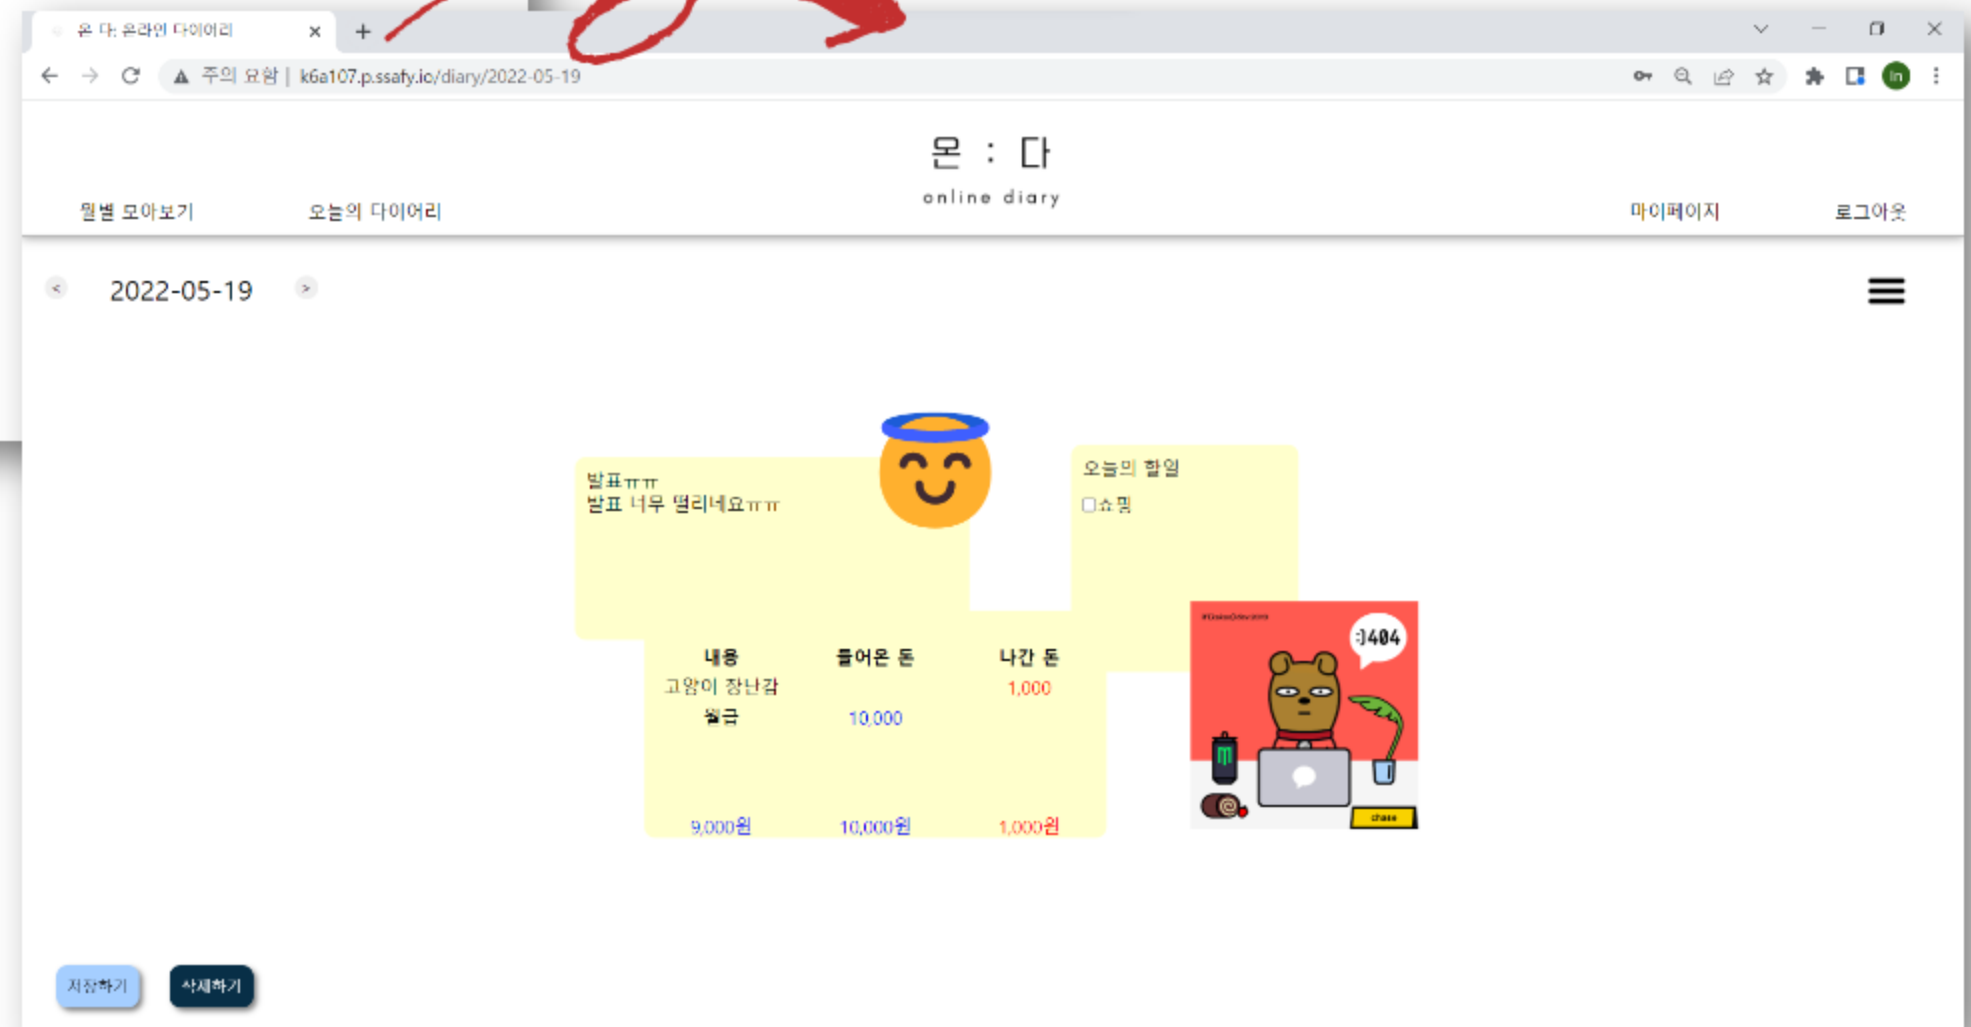 온 다: 온라인 다이어리
주의 요함 | k6a107.p.ssafy.io/diary/2022-05-19
In
온 : 다
online diary
월별 모아보기 오늘의 다이어리 마이페이지 로그아웃
< 2022-05-19 >
발표ㅠㅠ
발표 너무 떨리네요ㅠㅠ
오늘의 할일
쇼핑
내용 들어온 돈 나간 돈
고양이 장난감 1,000
월급 10,000
9,000원 10,000원 1,000원
:)404
chase
저장하기 삭제하기